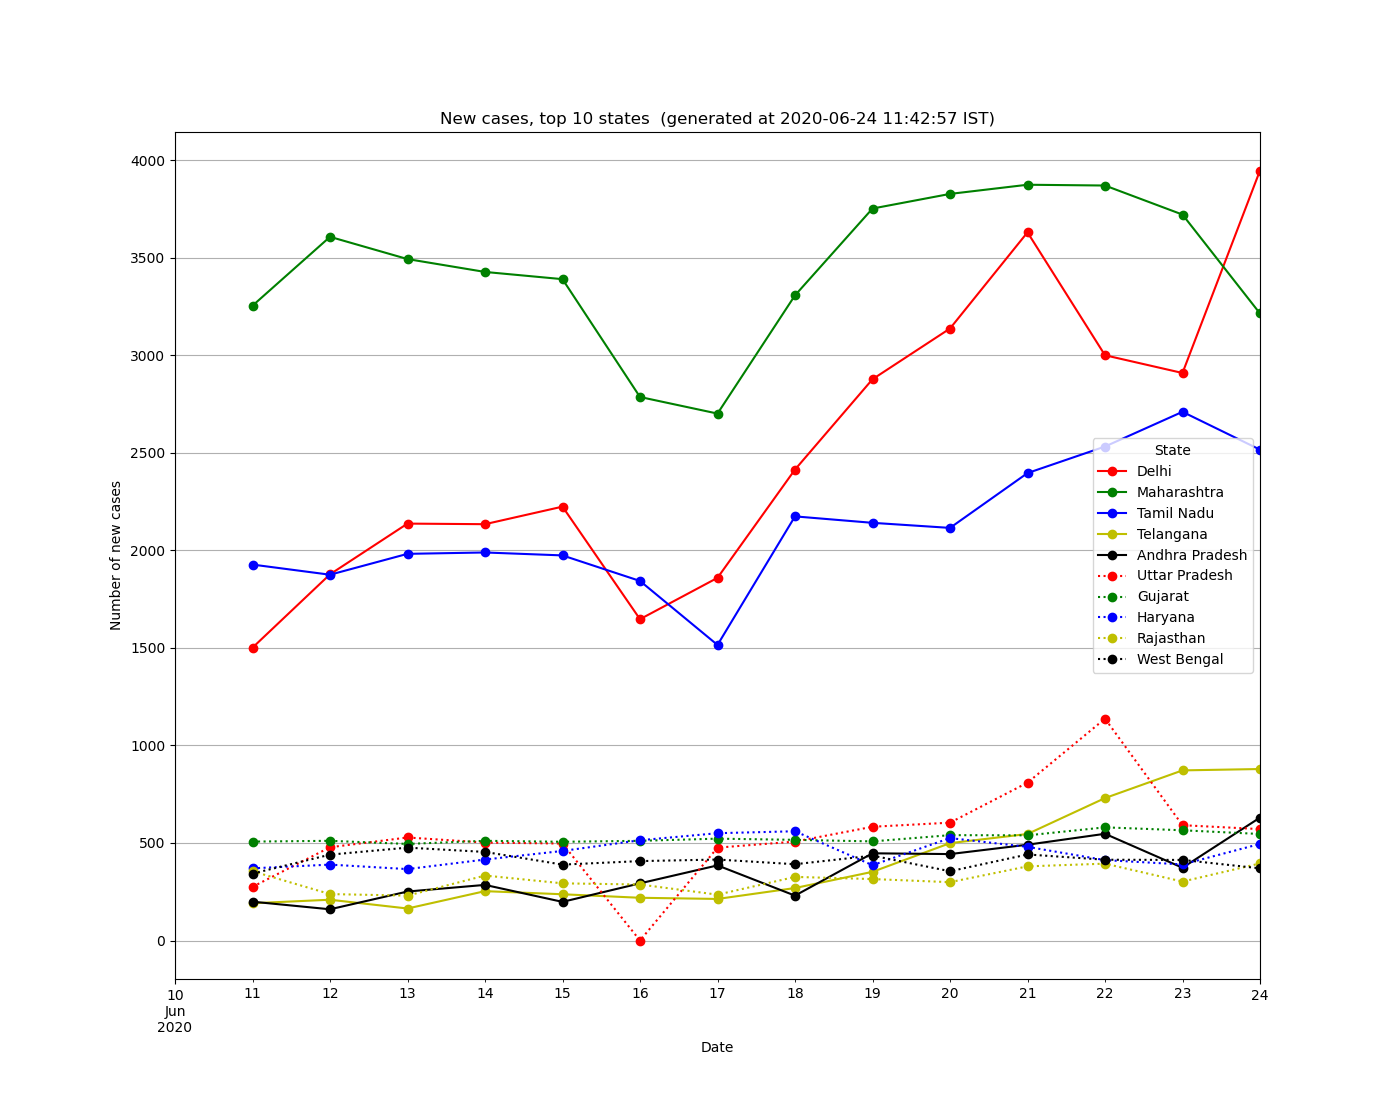 New cases, top 10 states  (generated at 2020-06-24 11:42:57 IST)
4000
3500
3000
2500
2000
1500
1000
500
0
Number of new cases
State
Delhi
Maharashtra
Tamil Nadu
Telangana
Andhra Pradesh
Uttar Pradesh
Gujarat
Haryana
Rajasthan
West Bengal
10 11 12 13 14 15 16 17 18 19 20 21 22 23 24
Jun
2020
Date